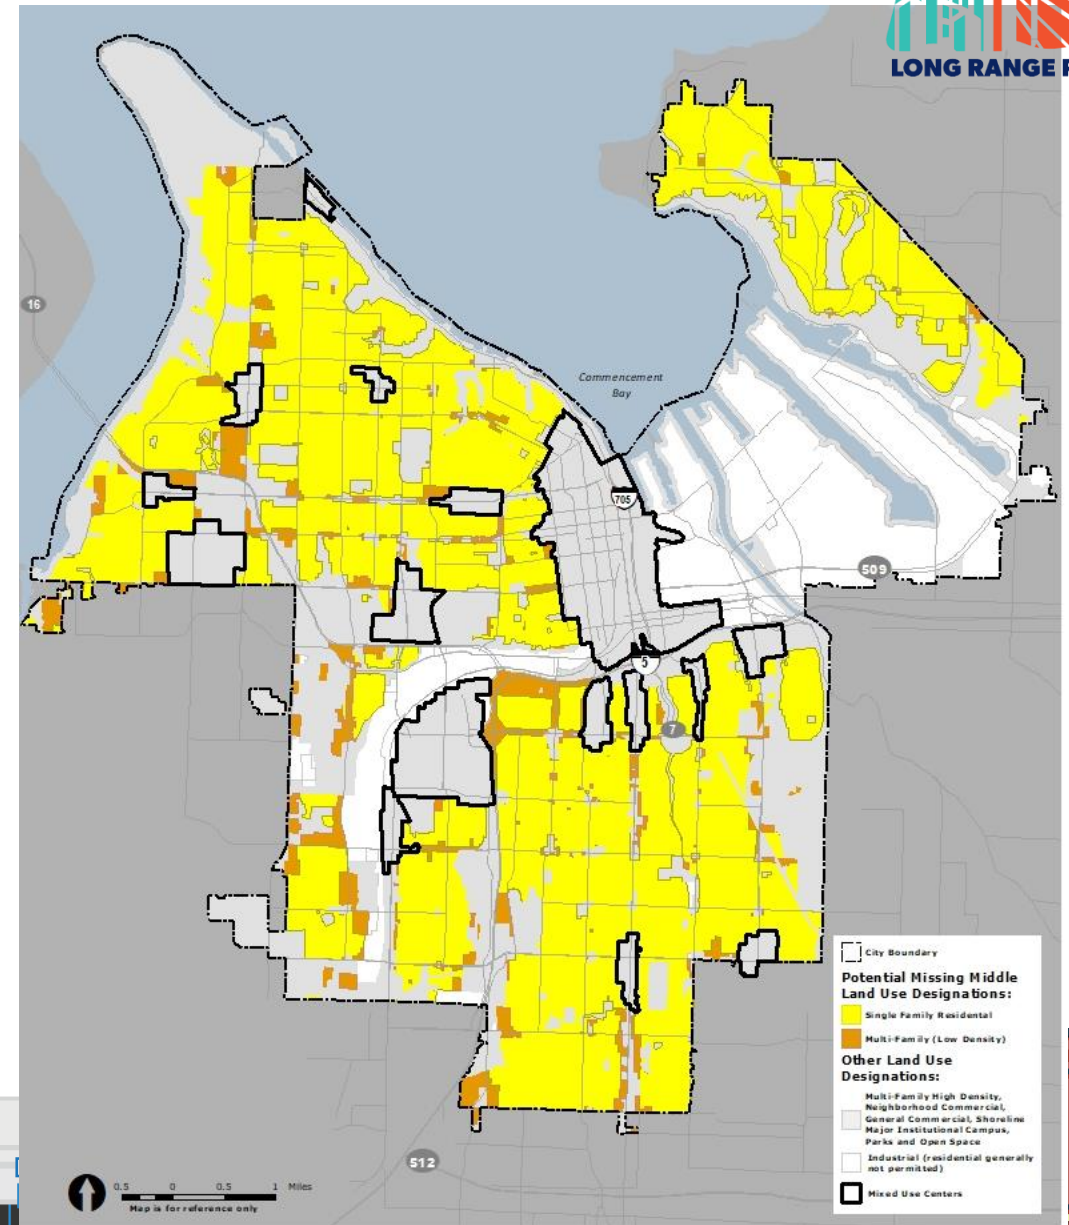 LONG RANGE
16
Commencement
Bay
705
509
5
7
City Boundary
Potential Missing Middle
Land Use Designations:
Single Family Residental
Multi-Family (Low Density)
Other Land Use
Designations:
Multi-Family High Density,
Neighborhood Commercial,
General Commercial, Shoreline
Major Institutional Campus,
Parks and Open Space
Industrial (residential generally
not permitted)
Mixed Use Centers
512
0.5 0 0.5 1 Miles
Map is for reference only